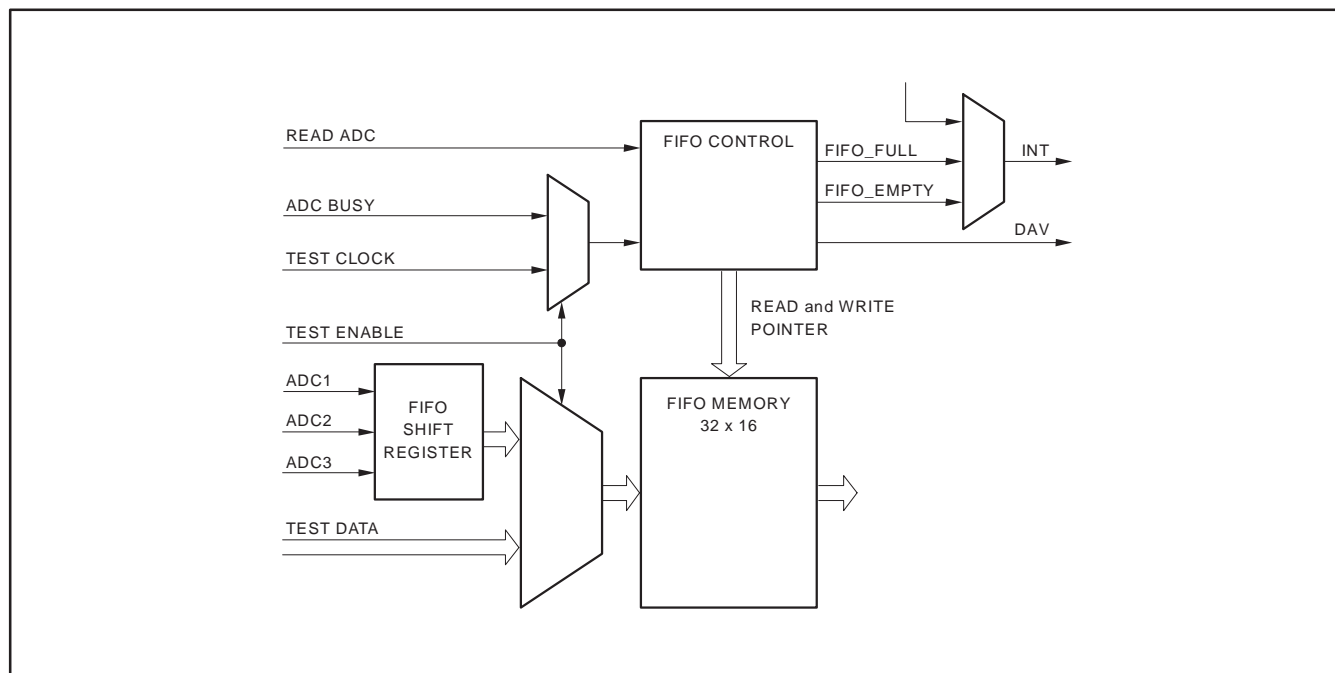 READ ADC
FIFO CONTROL
FIFO_FULL
INT
FIFO_EMPTY
ADC BUSY
DAV
TEST CLOCK
READ and WRITE
POINTER
TEST ENABLE
ADC1
FIFO
SHIFT
REGISTER
ADC2
ADC3
FIFO MEMORY
32 x 16
TEST DATA